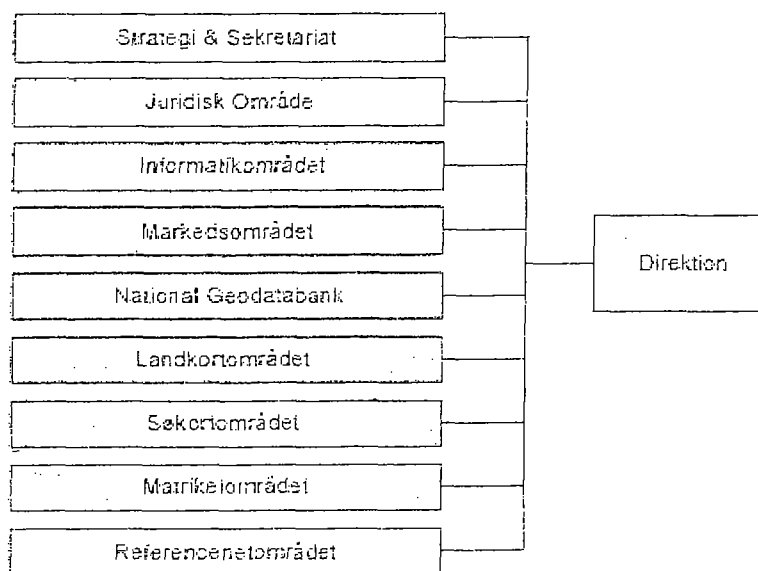 Strategi & Sekretariat
Juridisk Område
Informatikområdet
Markedsområdet
National Geodatabank
Direktion
Landkortområdet
Søkortområdet
Matrikelområdet
Referencenetområdet